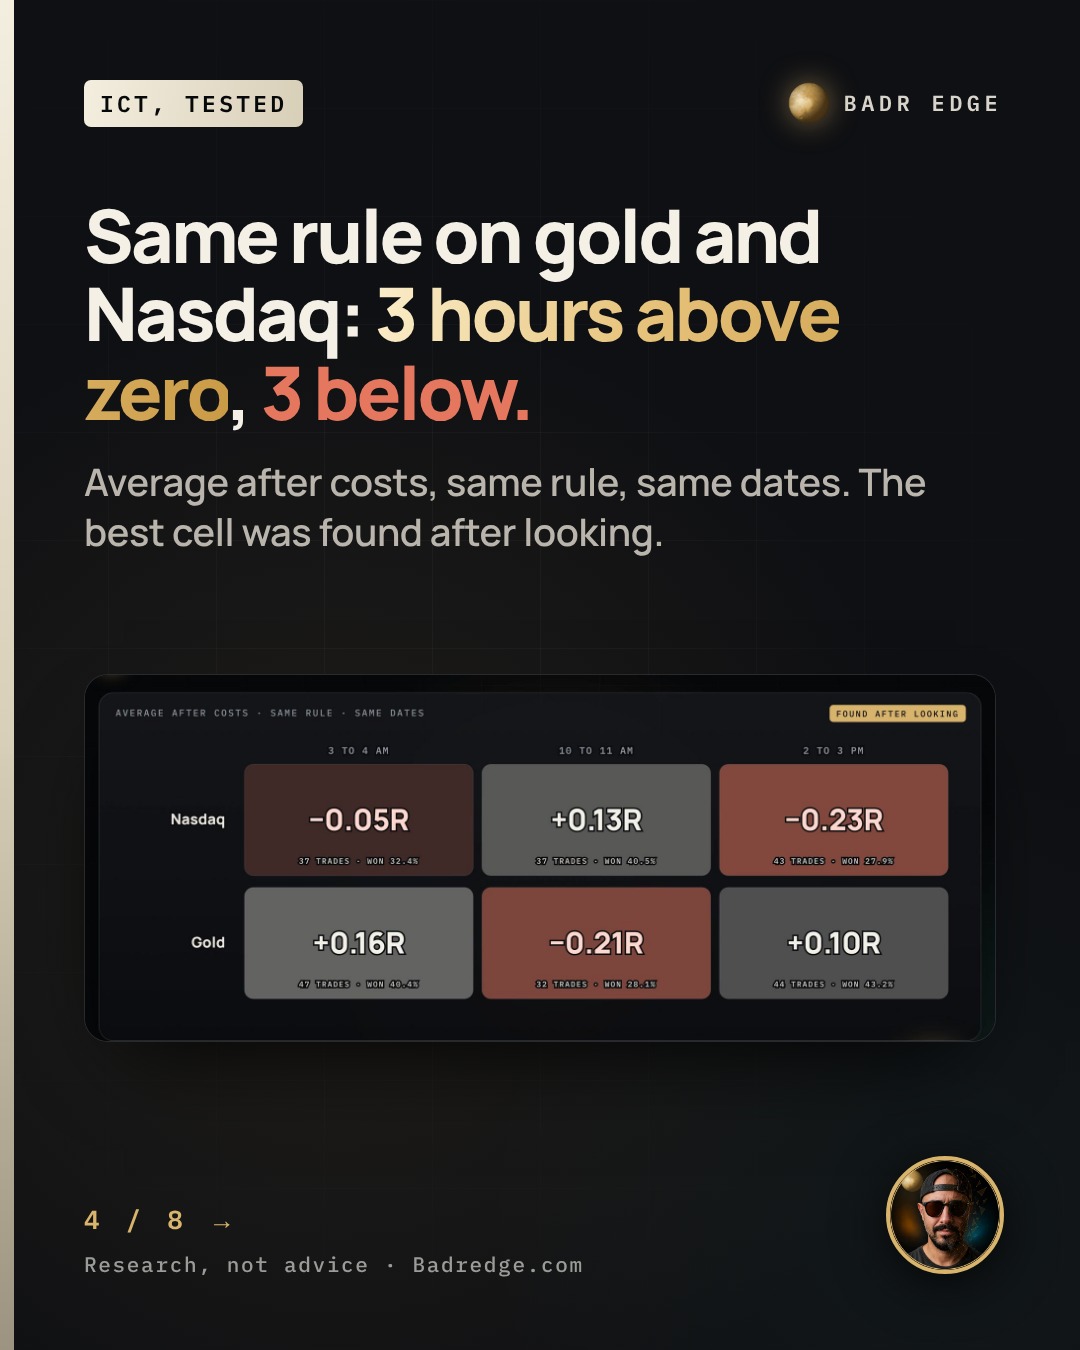 ICT, TESTED
BADR EDGE
Same rule on gold and
Nasdaq: 3 hours above
zero, 3 below.
Average after costs, same rule, same dates. The
best cell was found after looking.
AVERAGE AFTER COSTS · SAME RULE · SAME DATES
FOUND AFTER LOOKING
3 TO 4 AM
10 TO 11 AM
2 TO 3 PM
Nasdaq
−0.05R
+0.13R
−0.23R
37 TRADES · WON 32.4%
37 TRADES · WON 40.5%
43 TRADES · WON 27.9%
Gold
+0.16R
−0.21R
+0.10R
47 TRADES · WON 40.4%
32 TRADES · WON 28.1%
44 TRADES · WON 43.2%
4 / 8 →
Research, not advice · Badredge.com